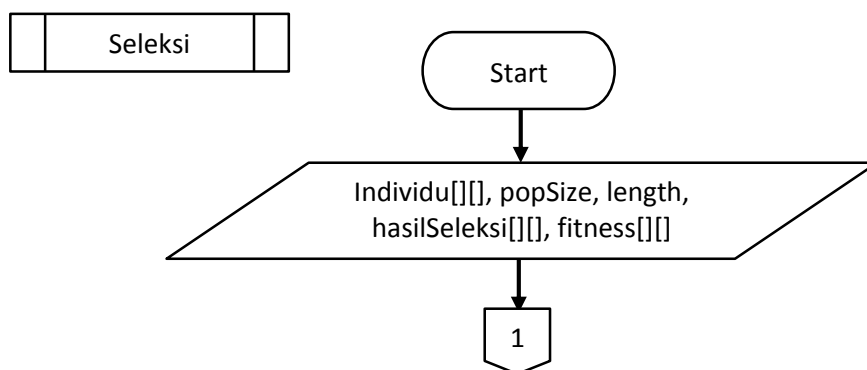 Seleksi
Start
Individu[][], popSize, length,
hasilSeleksi[][], fitness[][]
1